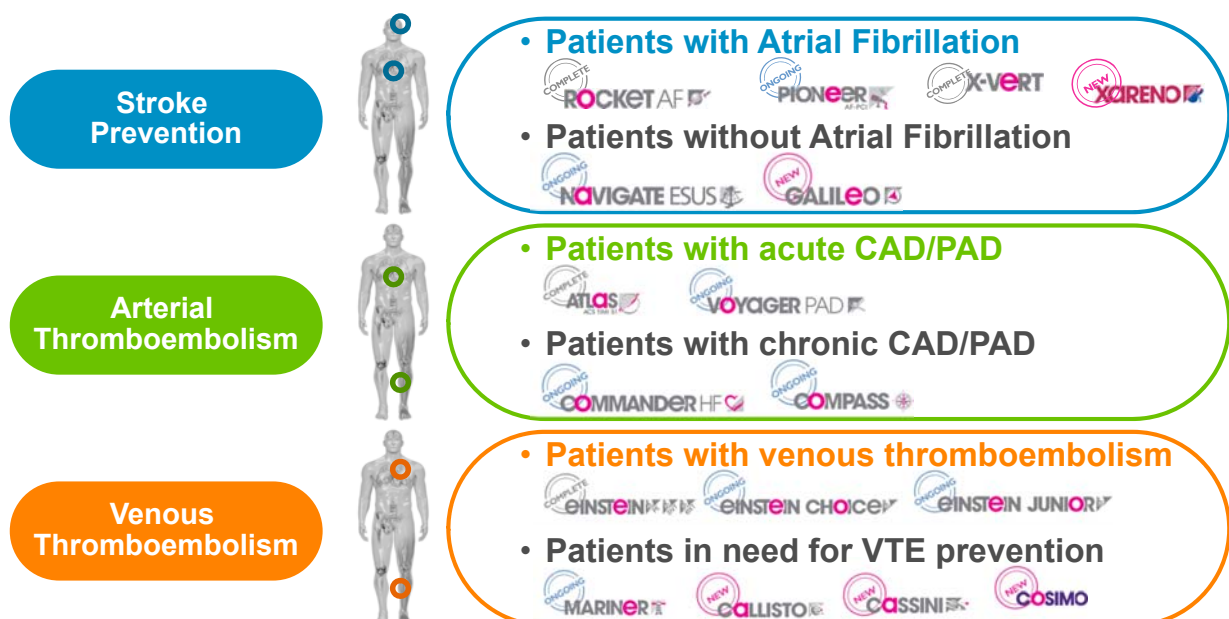 Stroke
Prevention
• Patients with Atrial Fibrillation
COMPLETE ROCKET AF ONGOING PIONEER AF-PCI COMPLETE X-VERT NEW XARENO
• Patients without Atrial Fibrillation
ONGOING NAVIGATE ESUS NEW GALILEO
Arterial
Thromboembolism
• Patients with acute CAD/PAD
COMPLETE ATLAS ACS TIMI 51 ONGOING VOYAGER PAD
• Patients with chronic CAD/PAD
ONGOING COMMANDER HF ONGOING COMPASS
Venous
Thromboembolism
• Patients with venous thromboembolism
COMPLETE EINSTEIN ONGOING EINSTEIN CHOICE ONGOING EINSTEIN JUNIOR
• Patients in need for VTE prevention
ONGOING MARINER NEW CALLISTO NEW CASSINI NEW COSIMO